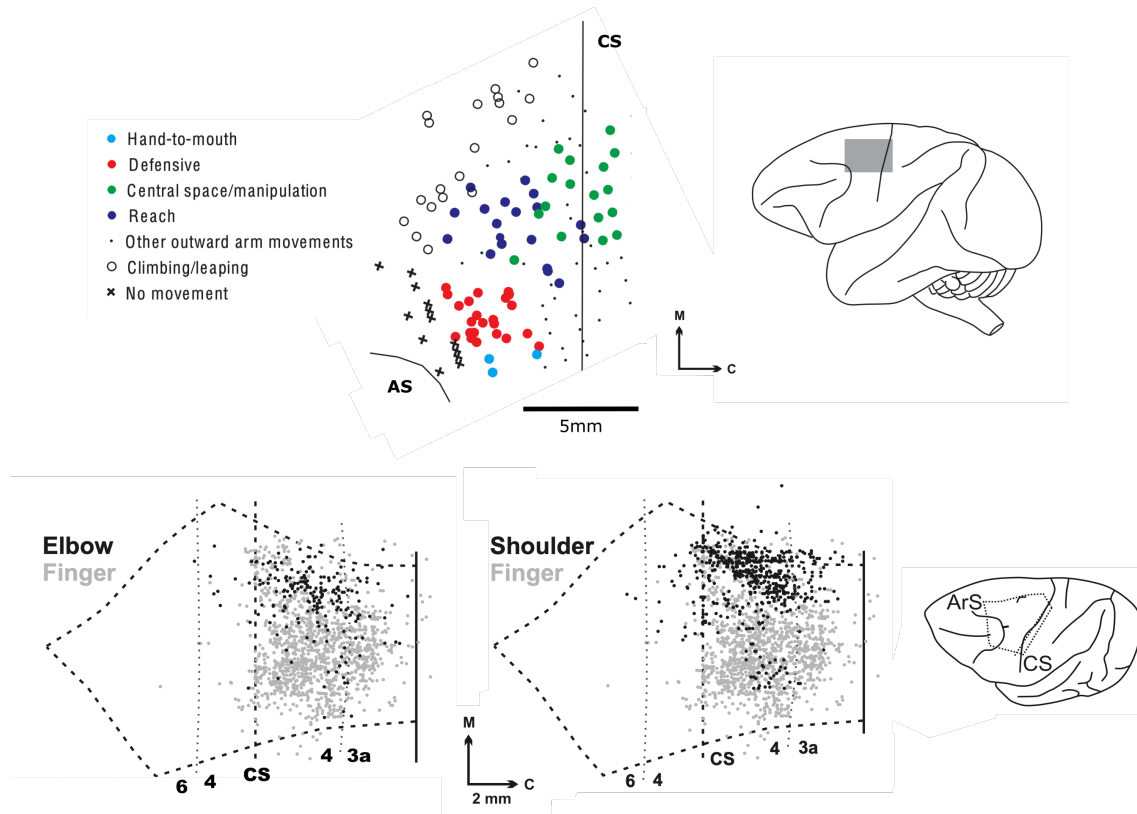 CS
Hand-to-mouth
Defensive
Central space/manipulation
Reach
Other outward arm movements
Climbing/leaping
No movement
M
C
AS
5mm
Elbow
Finger
Shoulder
Finger
ArS
CS
M
C
2 mm
6 4
CS
4 3a
6 4
CS
4 3a